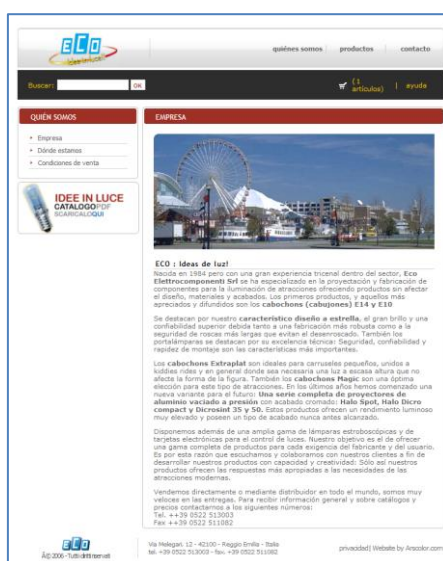 ECO
quiénes somos
productos
contacto
Buscar:
OK
(1
artículos)
|
ayuda
QUIÉN SOMOS
Empresa
Dónde estamos
Condiciones de venta
IDEE IN LUCE
CATALOGOPDF
SCARICALOQUI
EMPRESA
ECO : ideas de luz!
Nacida en 1984 pero con una gran experiencia tricenal dentro del sector, Eco
Elettrocomponenti Srl se ha especializado en la proyectación y fabricación de
componentes para la iluminación de atracciones ofreciendo productos sin afectar
el diseño, materiales y acabados. Los primeros productos, y aquellos más
apreciados y difundidos son los cabochons (cabujones) E14 y E10
Se destacan por nuestro característico diseño a estrella, el gran brillo y una
confiabilidad superior debida tanto a una fabricación más robusta como a la
seguridad de roscas más largas que evitan el desenroscado. También los
portalámparas se destacan por su excelencia técnica: Seguridad, confiabilidad y
rapidez de montaje son las características más importantes.
Los cabochons Extraplat son ideales para carruseles pequeños, unidos a
kiddies rides y en general donde sea necesaria una luz a escasa altura que no
afecte la forma de la figura. También los cabochons Magic son una óptima
elección para este tipo de atracciones. En los últimos años hemos comenzado una
nueva variante para el futuro: Una serie completa de proyectores de
aluminio vaciado a presión con acabado cromado: Halo Spot, Halo Dicro
compact y Dicrosint 35 y 50. Estos productos ofrecen un rendimiento luminoso
muy elevado y poseen un tipo de acabado nunca antes alcanzado.
Disponemos además de una amplia gama de lámparas estroboscópicas y de
tarjetas electrónicas para el control de luces. Nuestro objetivo es el de ofrecer
una gama completa de productos para cada exigencia del fabricante y del usuario.
Es por esta razón que escuchamos y colaboramos con nuestros clientes a fin de
desarrollar nuestros productos con capacidad y creatividad: Sólo así nuestros
productos ofrecen las respuestas más apropiadas a las necesidades de las
atracciones modernas.
Vendemos directamente o mediante distribuidor en todo el mundo, somos muy
veloces en las entregas. Para recibir información general y sobre catálogos y
precios contactarnos a los siguientes números:
Tel. ++39 0522 513003
Fax ++39 0522 511082
ECO
Â© 2006 - Tutti i diritti riservati
Via Melegari, 12 - 42100 - Reggio Emilia - Italia
tel. +39 0522 513003 - fax. +39 0522 511082
privacidad| Website by Arscolor.com